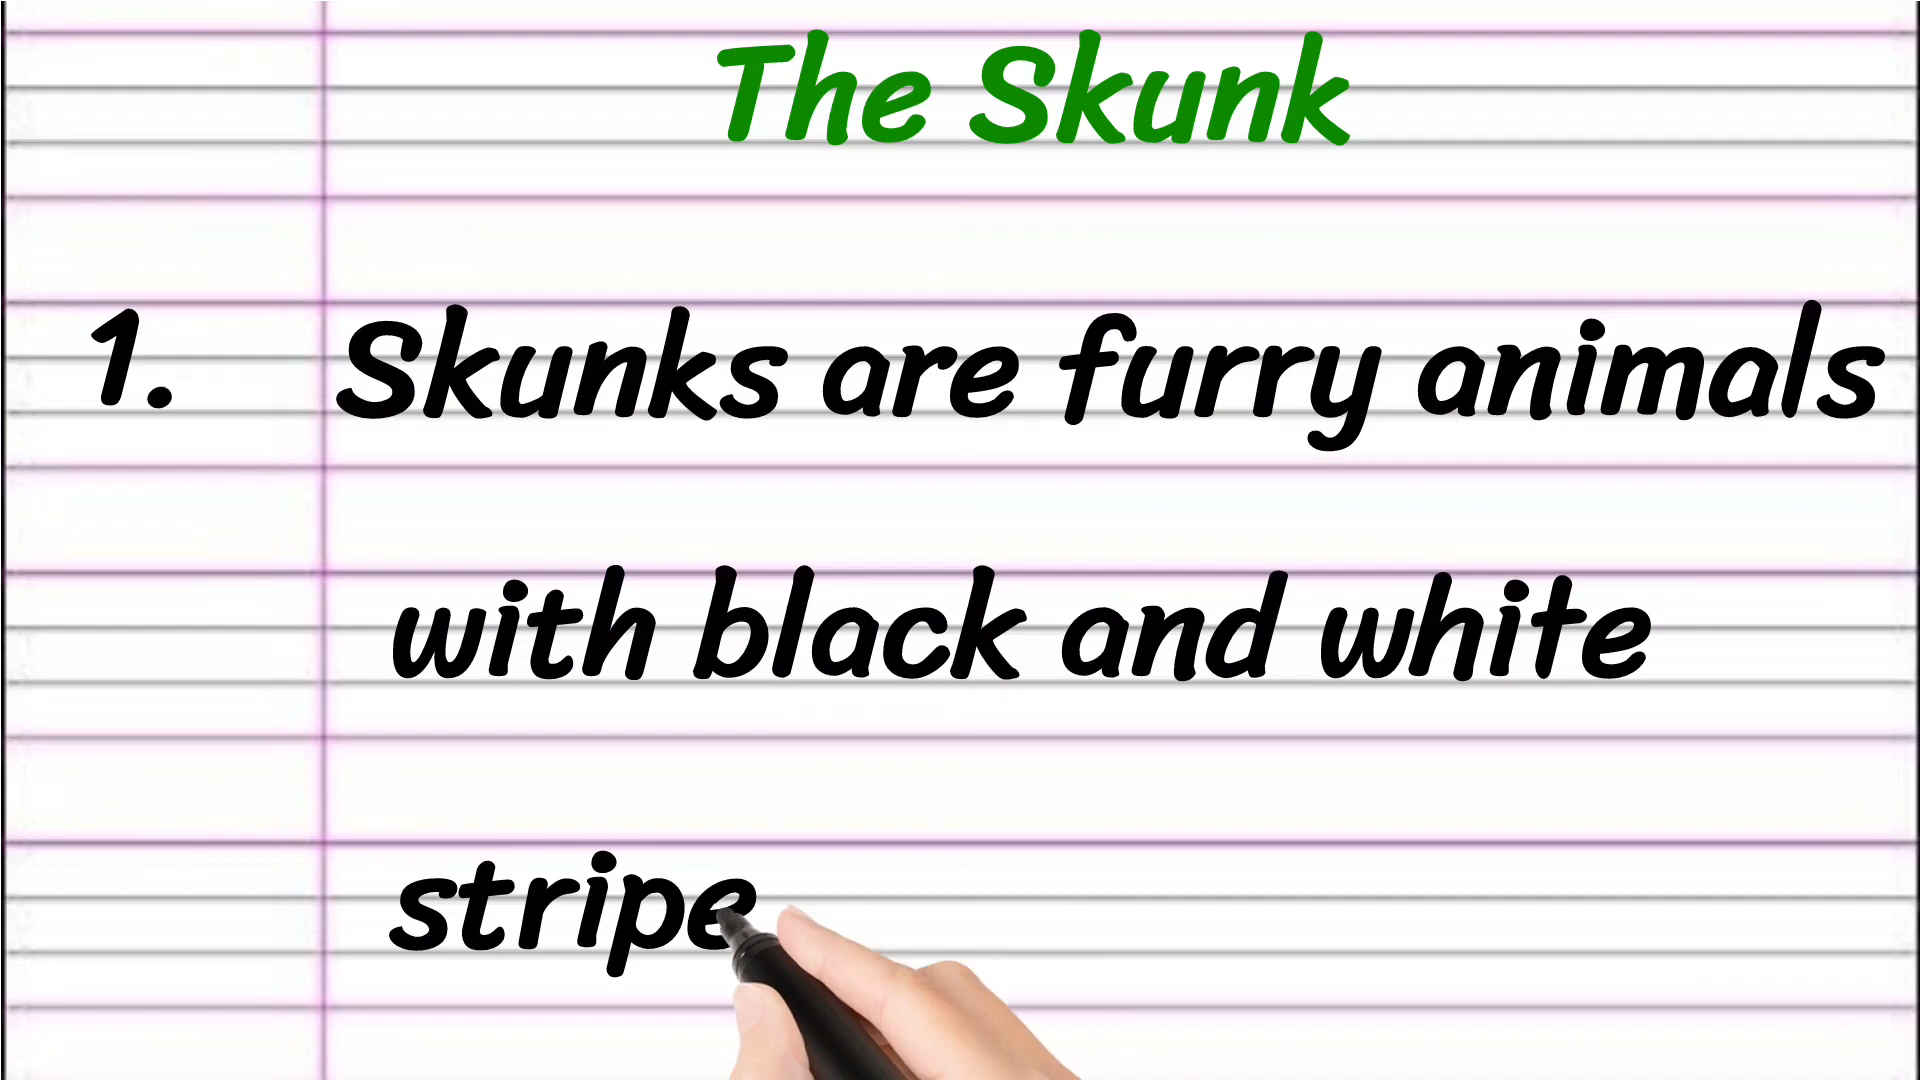 The Skunk
1. Skunks are furry animals
with black and white
stripe